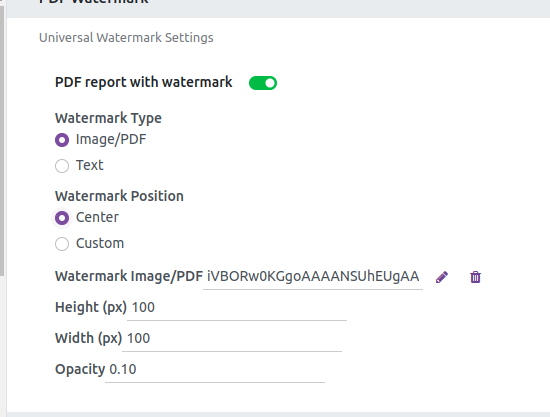 PDF Watermark
Universal Watermark Settings
PDF report with watermark
Watermark Type
Image/PDF
Text
Watermark Position
Center
Custom
Watermark Image/PDF iVBORw0KGgoAAAANSUhEUgAA
Height (px) 100
Width (px) 100
Opacity 0.10